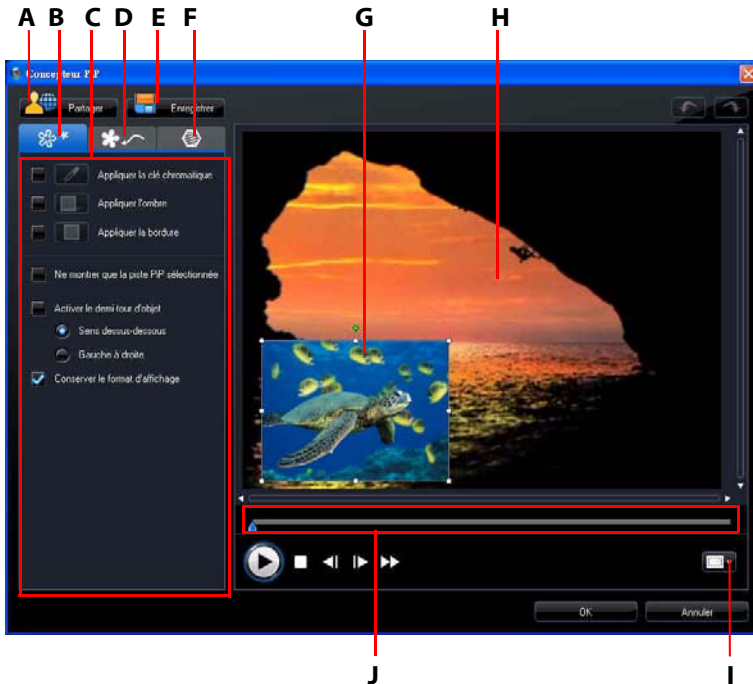 A B C D E F G H
Concepteur PiP
Partager Enregistrer
Appliquer la clé chromatique
Appliquer l'ombre
Appliquer la bordure
Ne montrer que la piste PiP sélectionnée
Activer le demi-tour d'objet
Sens dessus-dessous
Gauche à droite
Conserver le format d'affichage
OK Annuler
J I